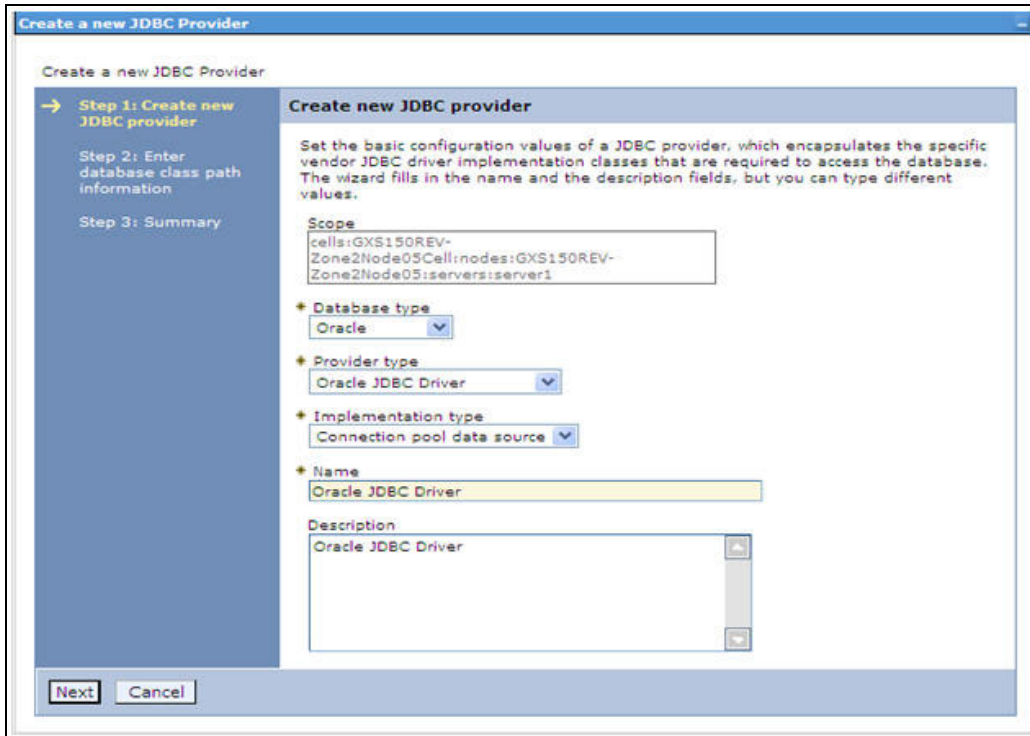 Create a new JDBC Provider
Create a new JDBC Provider
Step 1: Create new
JDBC provider
Step 2: Enter
database class path
information
Step 3: Summary
Create new JDBC provider
Set the basic configuration values of a JDBC provider, which encapsulates the specific
vendor JDBC driver implementation classes that are required to access the database.
The wizard fills in the name and the description fields, but you can type different
values.
Scope
cells:GXS150REV-
Zone2Node05Cell:nodes:GXS150REV-
Zone2Node05:servers:server1
Database type
Oracle
Provider type
Oracle JDBC Driver
Implementation type
Connection pool data source
Name
Oracle JDBC Driver
Description
Oracle JDBC Driver
Next
Cancel